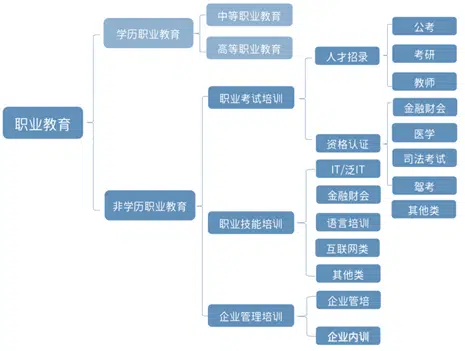 职业教育
学历职业教育
中等职业教育
高等职业教育
非学历职业教育
职业考试培训
人才招录
公考
考研
教师
资格认证
金融财会
医学
司法考试
驾考
其他类
职业技能培训
IT/泛IT
金融财会
语言培训
互联网类
其他类
企业管理培训
企业管培
企业内训